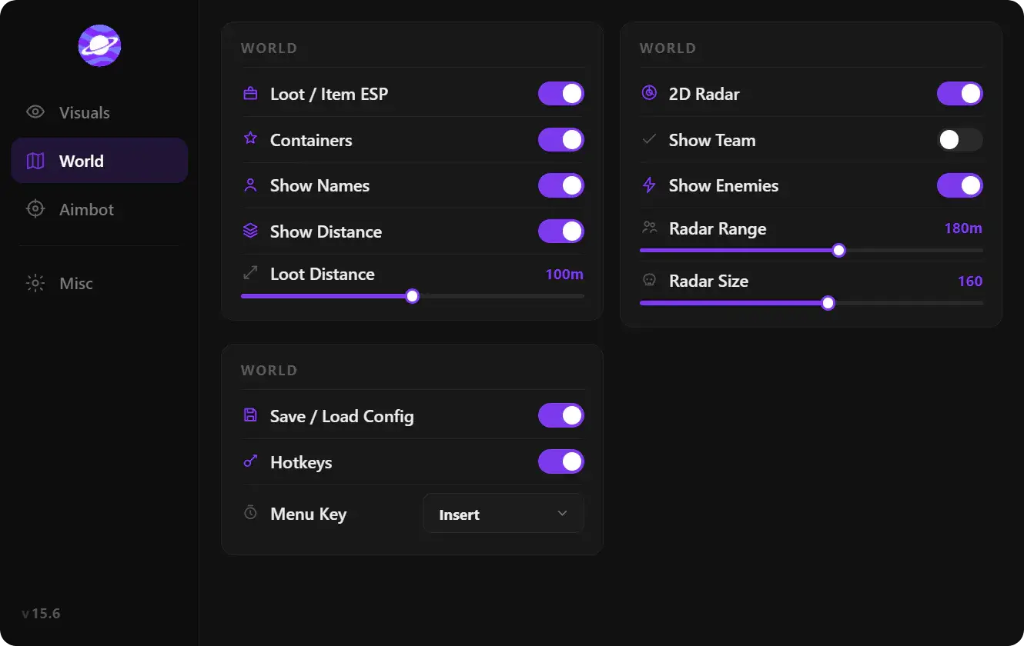 Visuals
World
Aimbot
Misc
v 15.6
WORLD
Loot / Item ESP
Containers
Show Names
Show Distance
Loot Distance 100m
WORLD
Save / Load Config
Hotkeys
Menu Key Insert
WORLD
2D Radar
Show Team
Show Enemies
Radar Range 180m
Radar Size 160